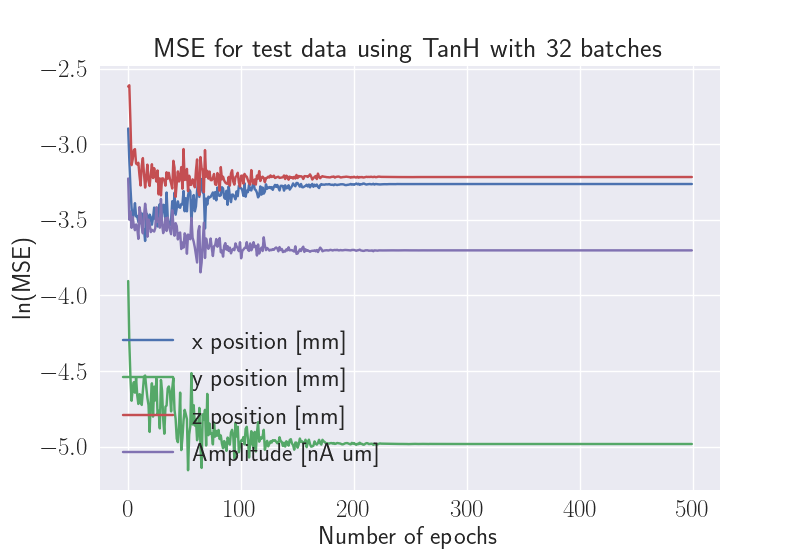 MSE for test data using TanH with 32 batches
ln(MSE)
−2.5
−3.0
−3.5
−4.0
−4.5
−5.0
x position [mm]
y position [mm]
z position [mm]
Amplitude [nA um]
0 100 200 300 400 500
Number of epochs